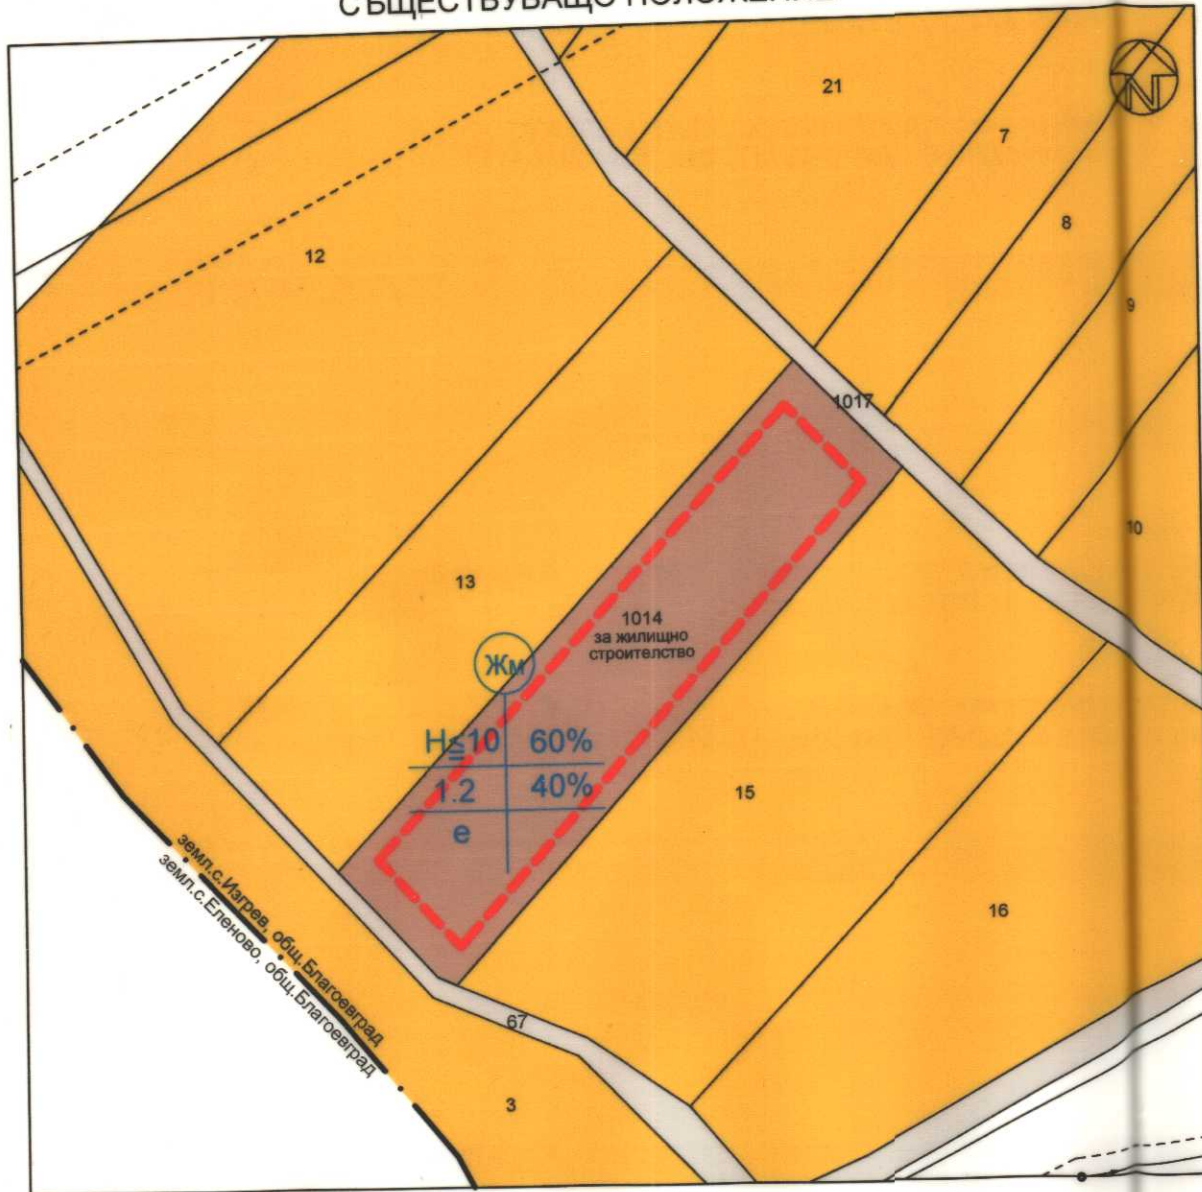 СЪЩЕСТВУВАЩО ПОЛОЖЕНИЕ
N
21
7
8
12
9
1017
10
13
1014
за жилищно
строителство
Жм
H≦10 60%
1.2 40%
е
15
16
земл.с.Изгрев, общ.Благоевград
земл.с.Еленово, общ.Благоевград
67
3